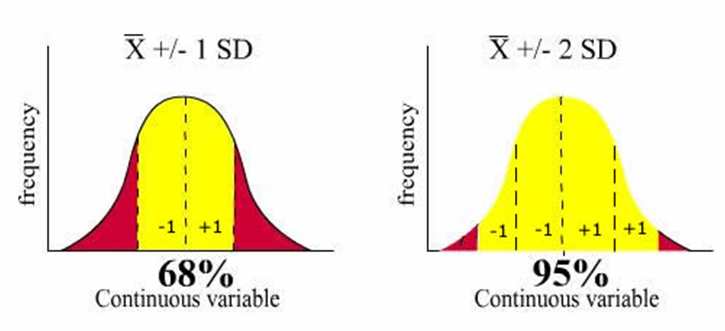 X̅ +/- 1 SD
frequency
-1 +1
68%
Continuous variable
X̅ +/- 2 SD
frequency
-1 -1 +1 +1
95%
Continuous variable